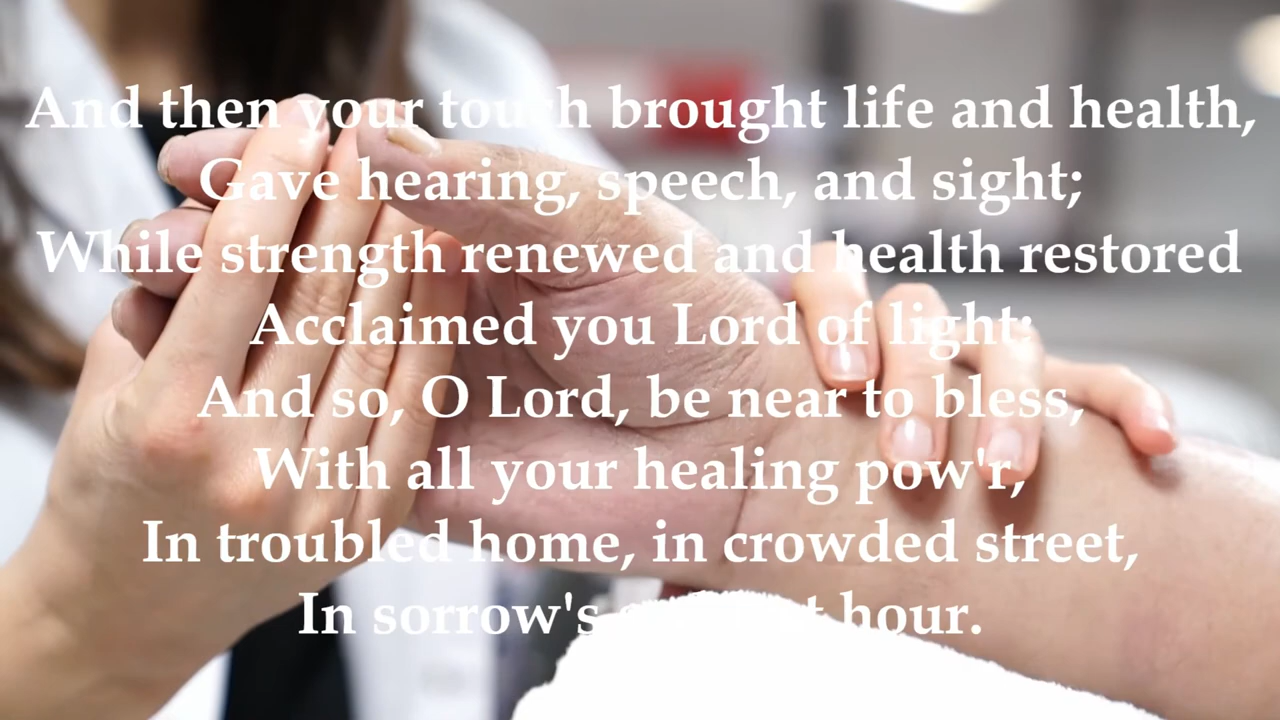 And then your touch brought life and health,
Gave hearing, speech, and sight;
While strength renewed and health restored
Acclaimed you Lord of light;
And so, O Lord, be near to bless,
With all your healing pow'r,
In troubled home, in crowded street,
In sorrow's hour.